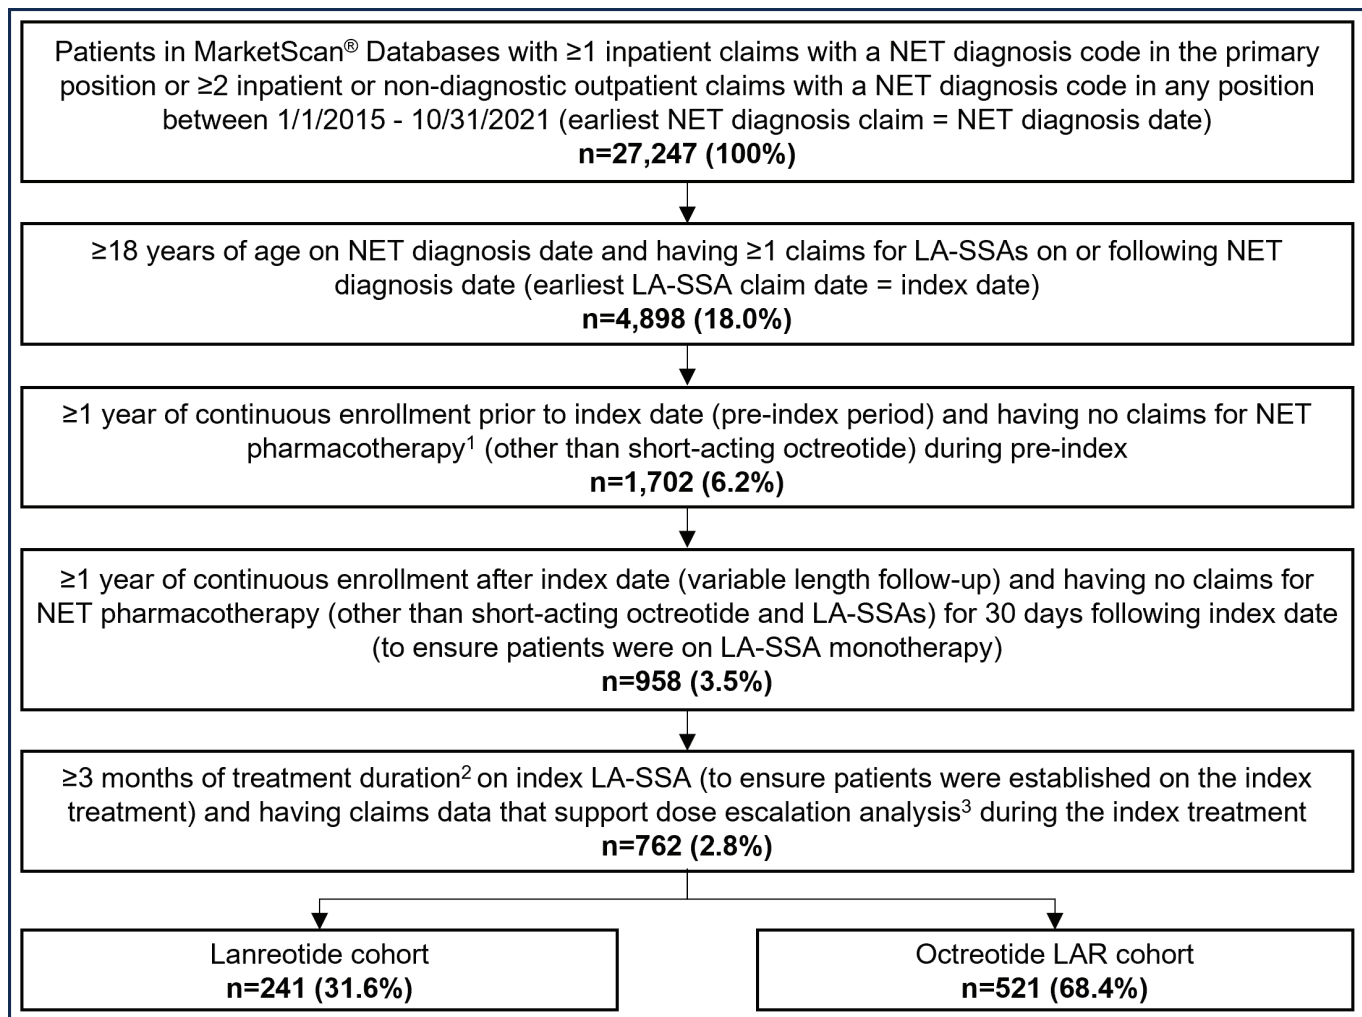 Patients in MarketScan® Databases with ≥1 inpatient claims with a NET diagnosis code in the primary
position or ≥2 inpatient or non-diagnostic outpatient claims with a NET diagnosis code in any position
between 1/1/2015 - 10/31/2021 (earliest NET diagnosis claim = NET diagnosis date)
n=27,247 (100%)
≥18 years of age on NET diagnosis date and having ≥1 claims for LA-SSAs on or following NET
diagnosis date (earliest LA-SSA claim date = index date)
n=4,898 (18.0%)
≥1 year of continuous enrollment prior to index date (pre-index period) and having no claims for NET
pharmacotherapy¹ (other than short-acting octreotide) during pre-index
n=1,702 (6.2%)
≥1 year of continuous enrollment after index date (variable length follow-up) and having no claims for
NET pharmacotherapy (other than short-acting octreotide and LA-SSAs) for 30 days following index date
(to ensure patients were on LA-SSA monotherapy)
n=958 (3.5%)
≥3 months of treatment duration² on index LA-SSA (to ensure patients were established on the index
treatment) and having claims data that support dose escalation analysis³ during the index treatment
n=762 (2.8%)
Lanreotide cohort
n=241 (31.6%)
Octreotide LAR cohort
n=521 (68.4%)